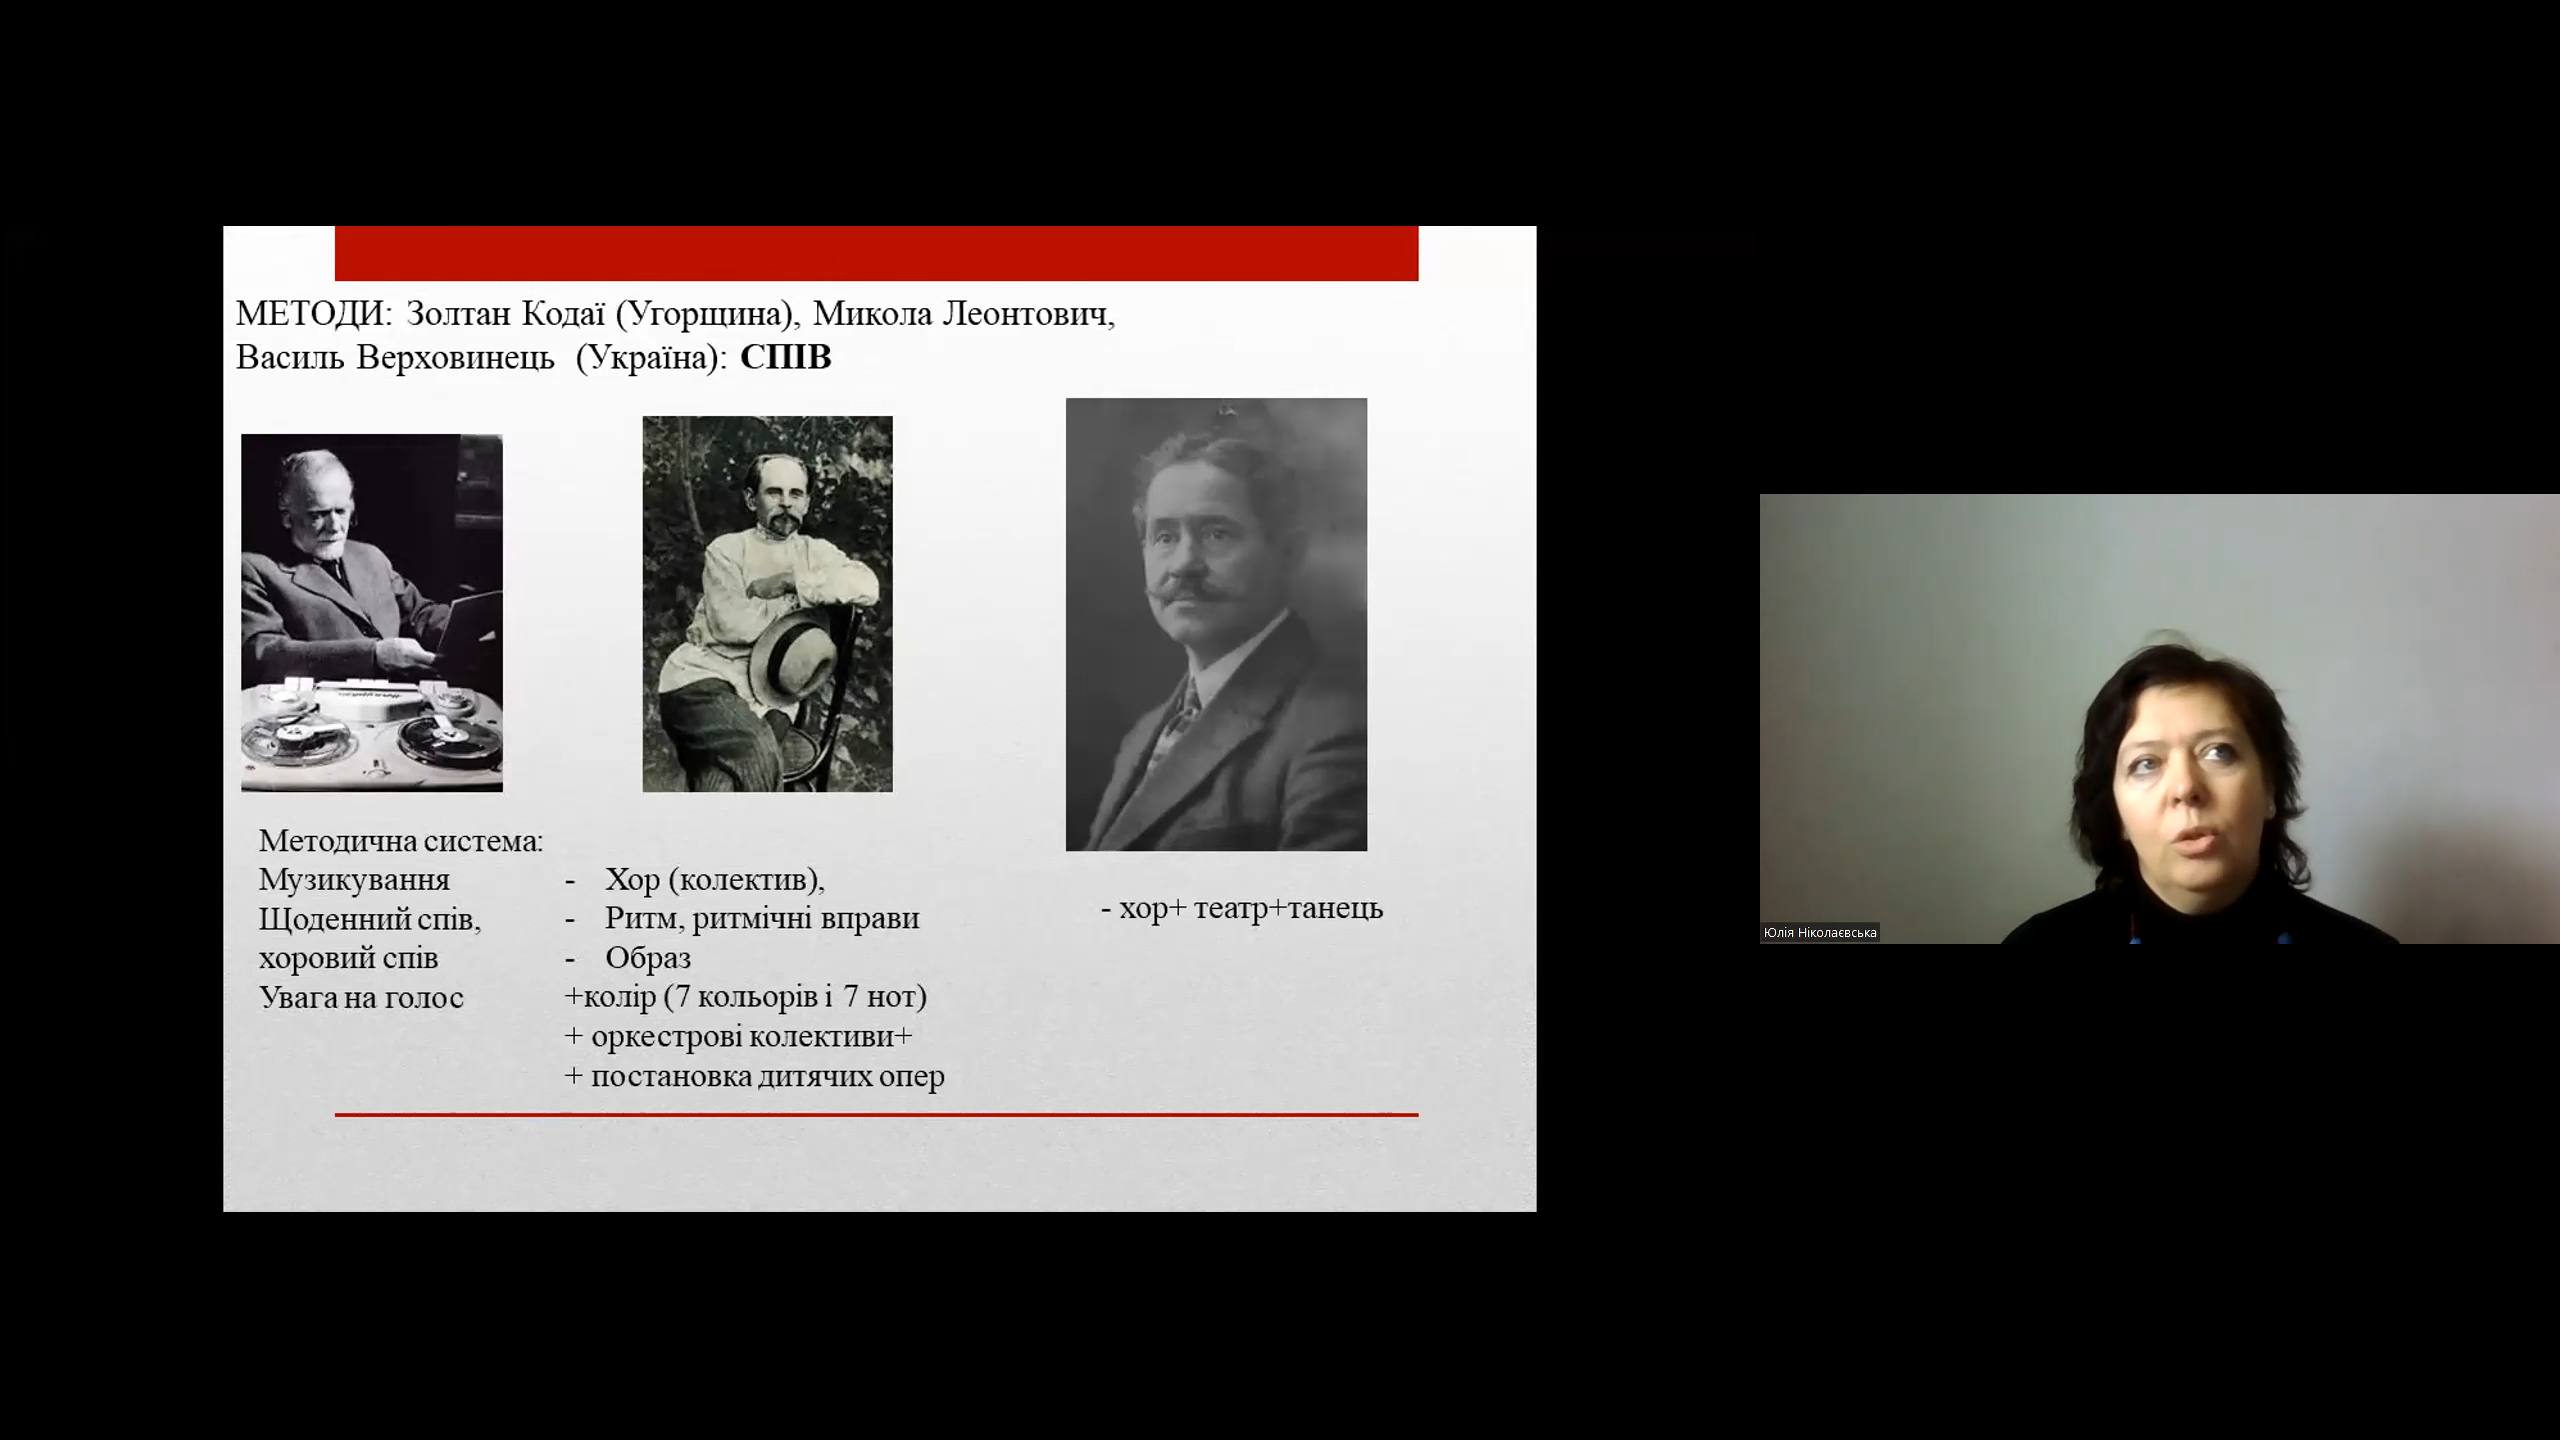 МЕТОДИ: Золтан Кодаї (Угорщина), Микола Леонтович,
Василь Верховинець (Україна): СПІВ
Методична система:
Музикування
Щоденний спів,
хоровий спів
Увага на голос
- Хор (колектив),
- Ритм, ритмічні вправи
- Образ
+колір (7 кольорів і 7 нот)
+ оркестрові колективи+
+ постановка дитячих опер
- хор+ театр+танець
Юлія Ніколаєвська